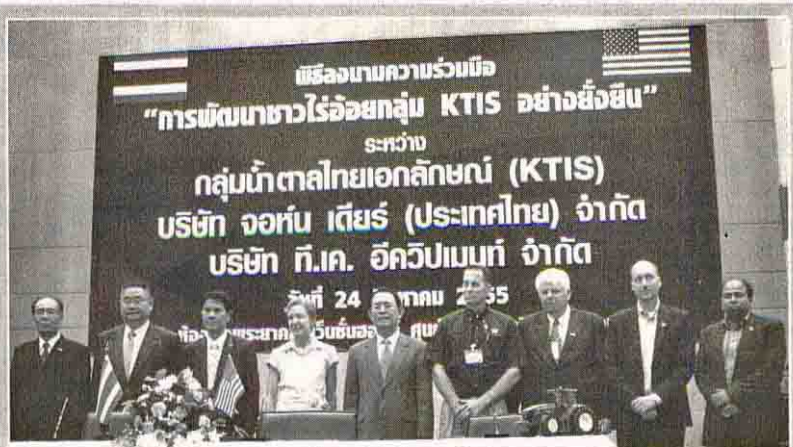 พิธีลงนามความร่วมมือ
“การพัฒนาชาวไร่อ้อยกลุ่ม KTIS อย่างยั่งยืน”
ระหว่าง
กลุ่มน้ำตาลไทยเอกลักษณ์ (KTIS)
บริษัท จอห์น เดียร์ (ประเทศไทย) จำกัด
บริษัท ที.เค. อีควิปเมนท์ จำกัด
วันที่ 24